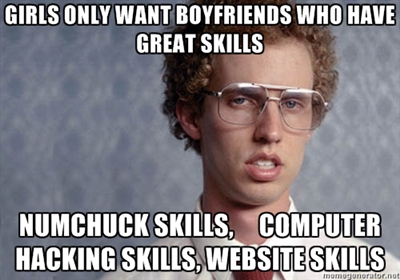 GIRLS ONLY WANT BOYFRIENDS WHO HAVE
GREAT SKILLS
NUMCHUCK SKILLS, COMPUTER
HACKING SKILLS, WEBSITE SKILLS
memegenerator.net